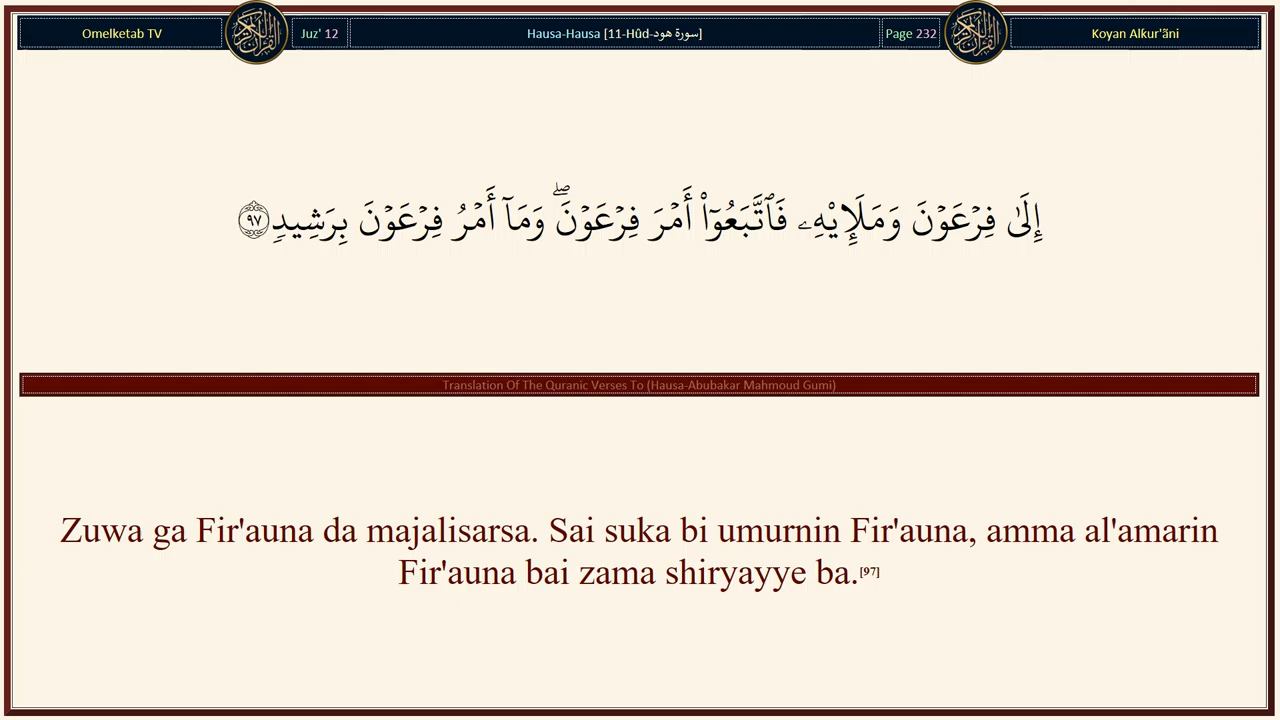 Omelketab TV
Juz' 12
Hausa-Hausa [11-Hûd-سورة هود]
Page 232
Koyan Alƙur'ãni
إِلَىٰ فِرْعَوْنَ وَمَلَإِيْهِۦ فَٱتَّبَعُوٓا۟ أَمْرَ فِرْعَوْنَ ۖ وَمَآ أَمْرُ فِرْعَوْنَ بِرَشِيدٍ ٩٧
Translation Of The Quranic Verses To (Hausa-Abubakar Mahmoud Gumi)
Zuwa ga Fir'auna da majalisarsa. Sai suka bi umurnin Fir'auna, amma al'amarin
Fir'auna bai zama shiryayye ba.[97]